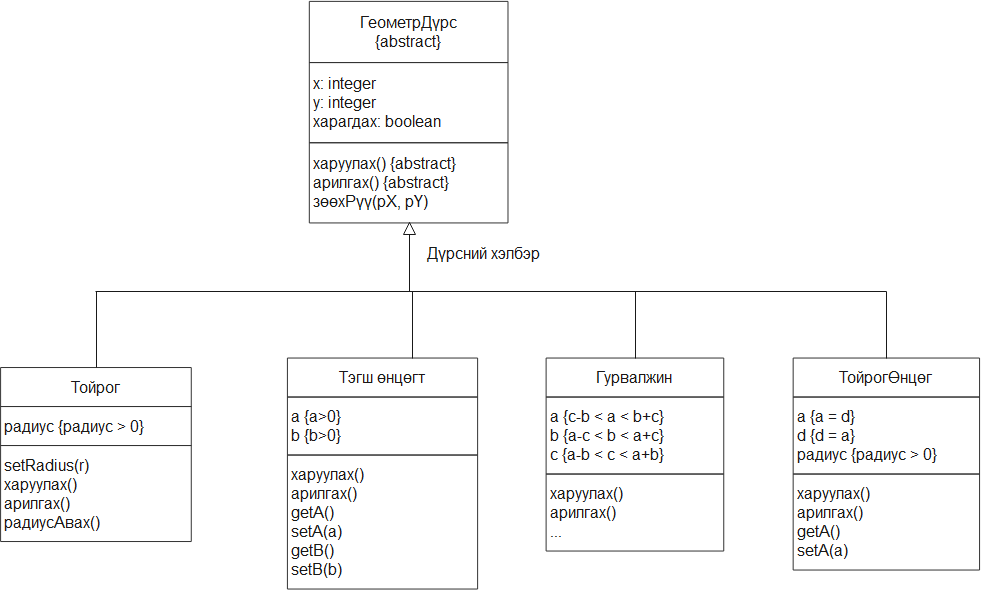 ГеометрДүрс
{abstract}
x: integer
y: integer
харагдах: boolean
харуулах() {abstract}
арилгах() {abstract}
зөөхРүү(pX, pY)
Дүрсний хэлбэр
Тойрог
радиус {радиус > 0}
setRadius(r)
харуулах()
арилгах()
радиусАвах()
Тэгш өнцөгт
a {a>0}
b {b>0}
харуулах()
арилгах()
getA()
setA(a)
getB()
setB(b)
Гурвалжин
a {c-b < a < b+c}
b {a-c < b < a+c}
c {a-b < c < a+b}
харуулах()
арилгах()
...
ТойрогӨнцөг
a {a = d}
d {d = a}
радиус {радиус > 0}
харуулах()
арилгах()
getA()
setA(a)